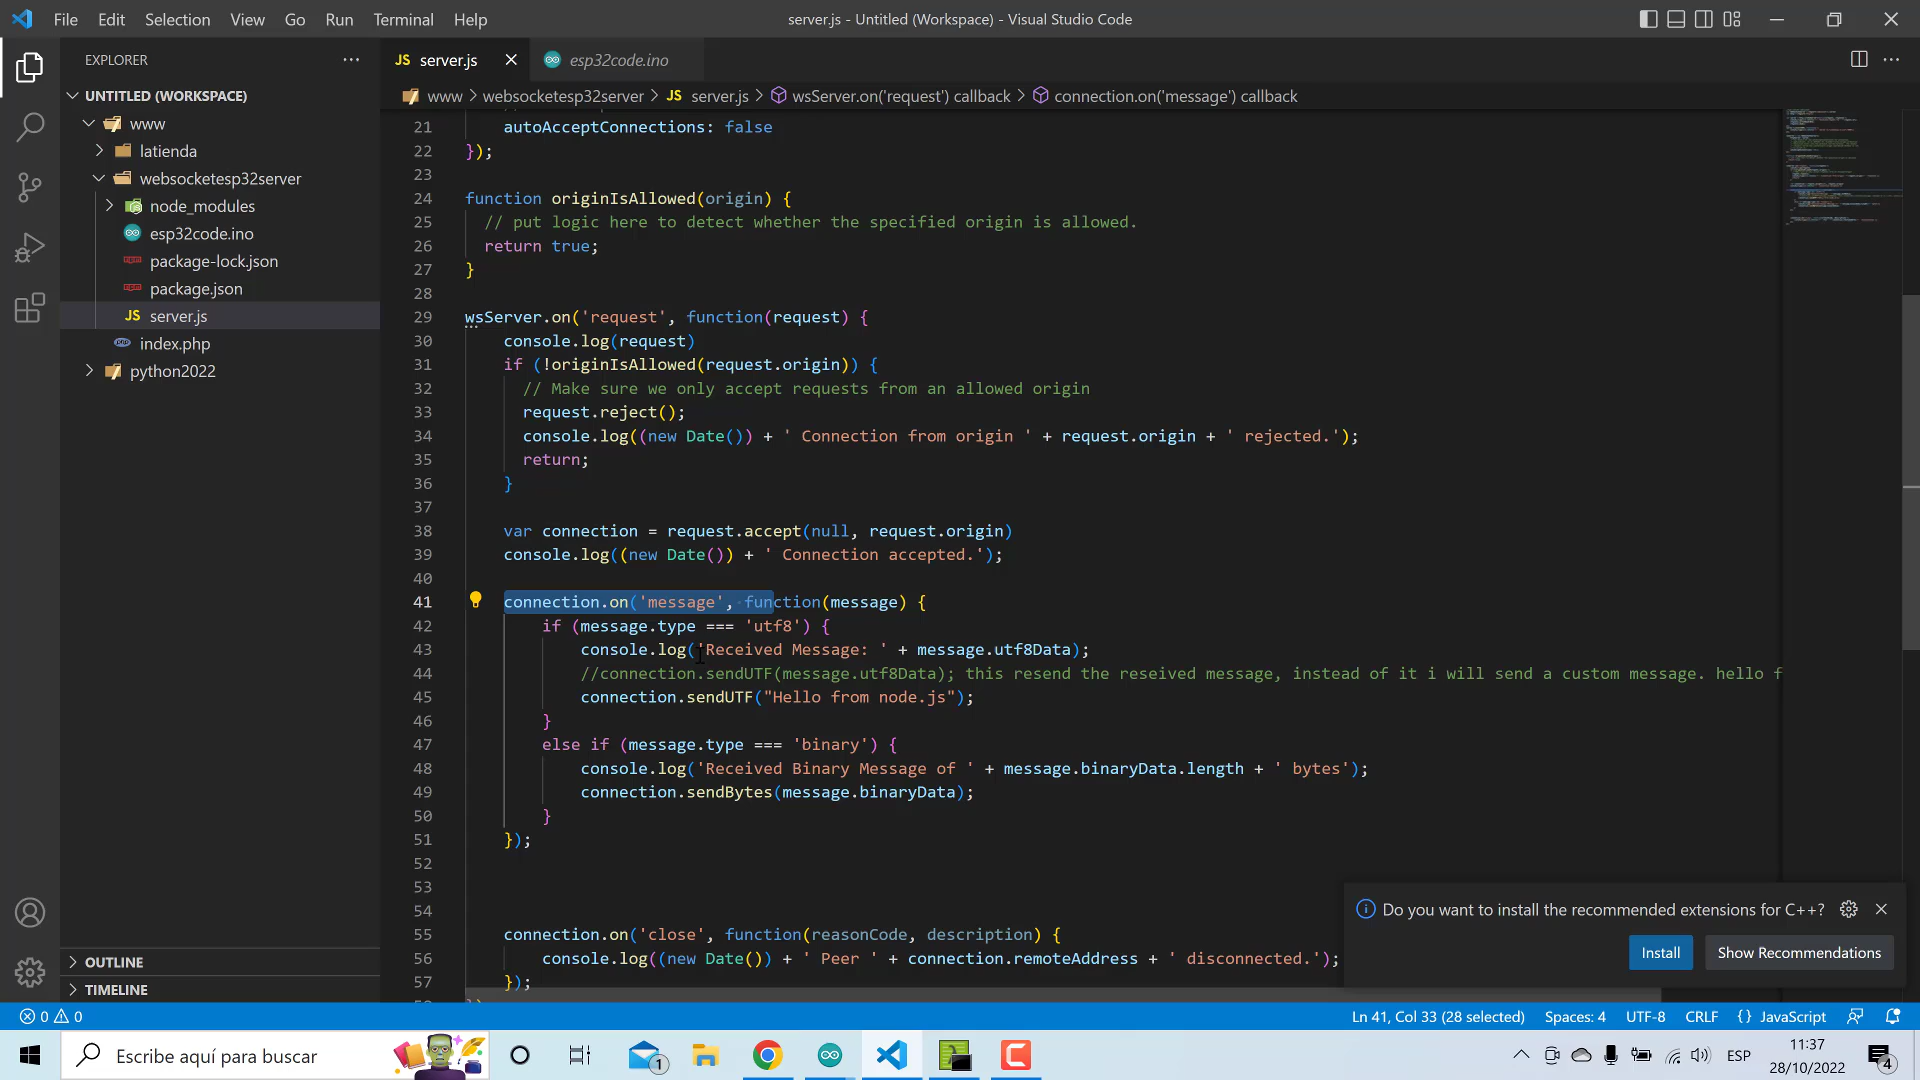 File Edit Selection View Go Run Terminal Help
server.js - Untitled (Workspace) - Visual Studio Code
EXPLORER
UNTITLED (WORKSPACE)
www
latienda
websocketesp32server
node_modules
esp32code.ino
package-lock.json
package.json
JS server.js
index.php
python2022
OUTLINE
TIMELINE
JS server.js
esp32code.ino
www > websocketesp32server > JS server.js > wsServer.on('request') callback > connection.on('message') callback
21 autoAcceptConnections: false
22 });
23
24 function originIsAllowed(origin) {
25 // put logic here to detect whether the specified origin is allowed.
26 return true;
27 }
28
29 wsServer.on('request', function(request) {
30 console.log(request)
31 if (!originIsAllowed(request.origin)) {
32 // Make sure we only accept requests from an allowed origin
33 request.reject();
34 console.log((new Date()) + ' Connection from origin ' + request.origin + ' rejected.');
35 return;
36 }
37
38 var connection = request.accept(null, request.origin)
39 console.log((new Date()) + ' Connection accepted.');
40
41 connection.on('message', function(message) {
42 if (message.type === 'utf8') {
43 console.log('Received Message: ' + message.utf8Data);
44 //connection.sendUTF(message.utf8Data); this resend the reseived message, instead of it i will send a custom message. hello f
45 connection.sendUTF("Hello from node.js");
46 }
47 else if (message.type === 'binary') {
48 console.log('Received Binary Message of ' + message.binaryData.length + ' bytes');
49 connection.sendBytes(message.binaryData);
50 }
51 });
52
53
54
55 connection.on('close', function(reasonCode, description) {
56 console.log((new Date()) + ' Peer ' + connection.remoteAddress + ' disconnected.');
57 });
Do you want to install the recommended extensions for C++?
Install
Show Recommendations
0 0
Ln 41, Col 33 (28 selected) Spaces: 4 UTF-8 CRLF {} JavaScript
Escribe aquí para buscar
1
ESP
11:37
28/10/2022
4